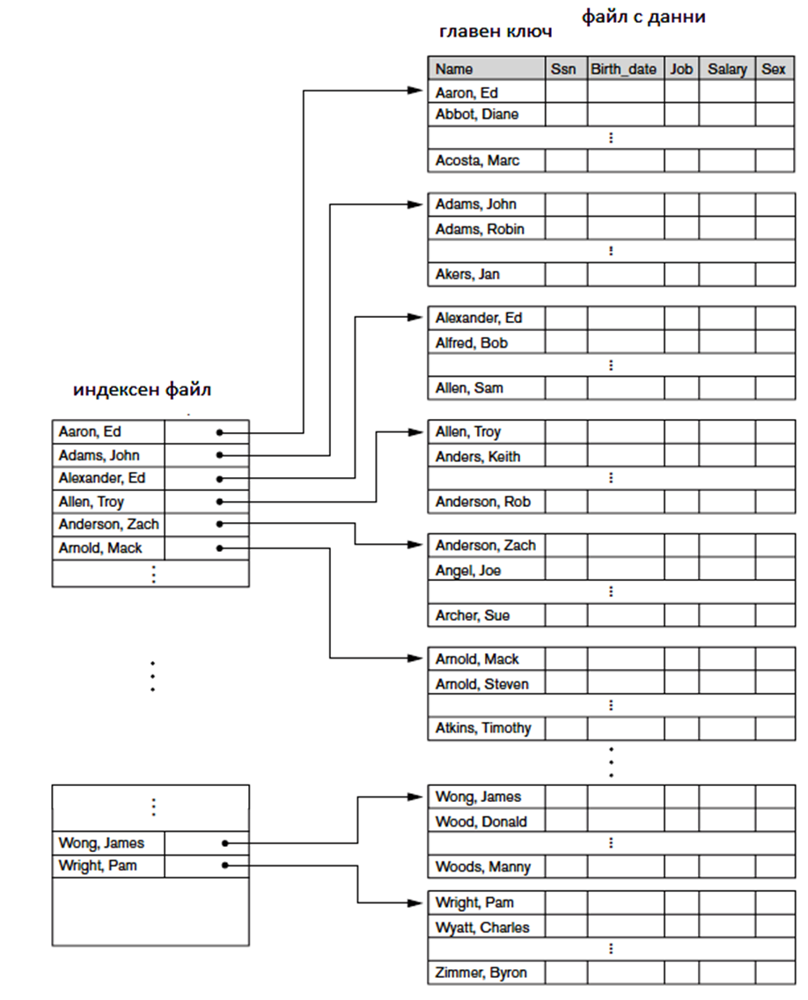 файл с данни
главен ключ
Name Ssn Birth_date Job Salary Sex
Aaron, Ed
Abbot, Diane
Acosta, Marc
Adams, John
Adams, Robin
Akers, Jan
Alexander, Ed
Alfred, Bob
Allen, Sam
индексен файл
Aaron, Ed
Adams, John
Alexander, Ed
Allen, Troy
Anderson, Zach
Arnold, Mack
Allen, Troy
Anders, Keith
Anderson, Rob
Anderson, Zach
Angel, Joe
Archer, Sue
Arnold, Mack
Arnold, Steven
Atkins, Timothy
Wong, James
Wright, Pam
Wong, James
Wood, Donald
Woods, Manny
Wright, Pam
Wyatt, Charles
Zimmer, Byron